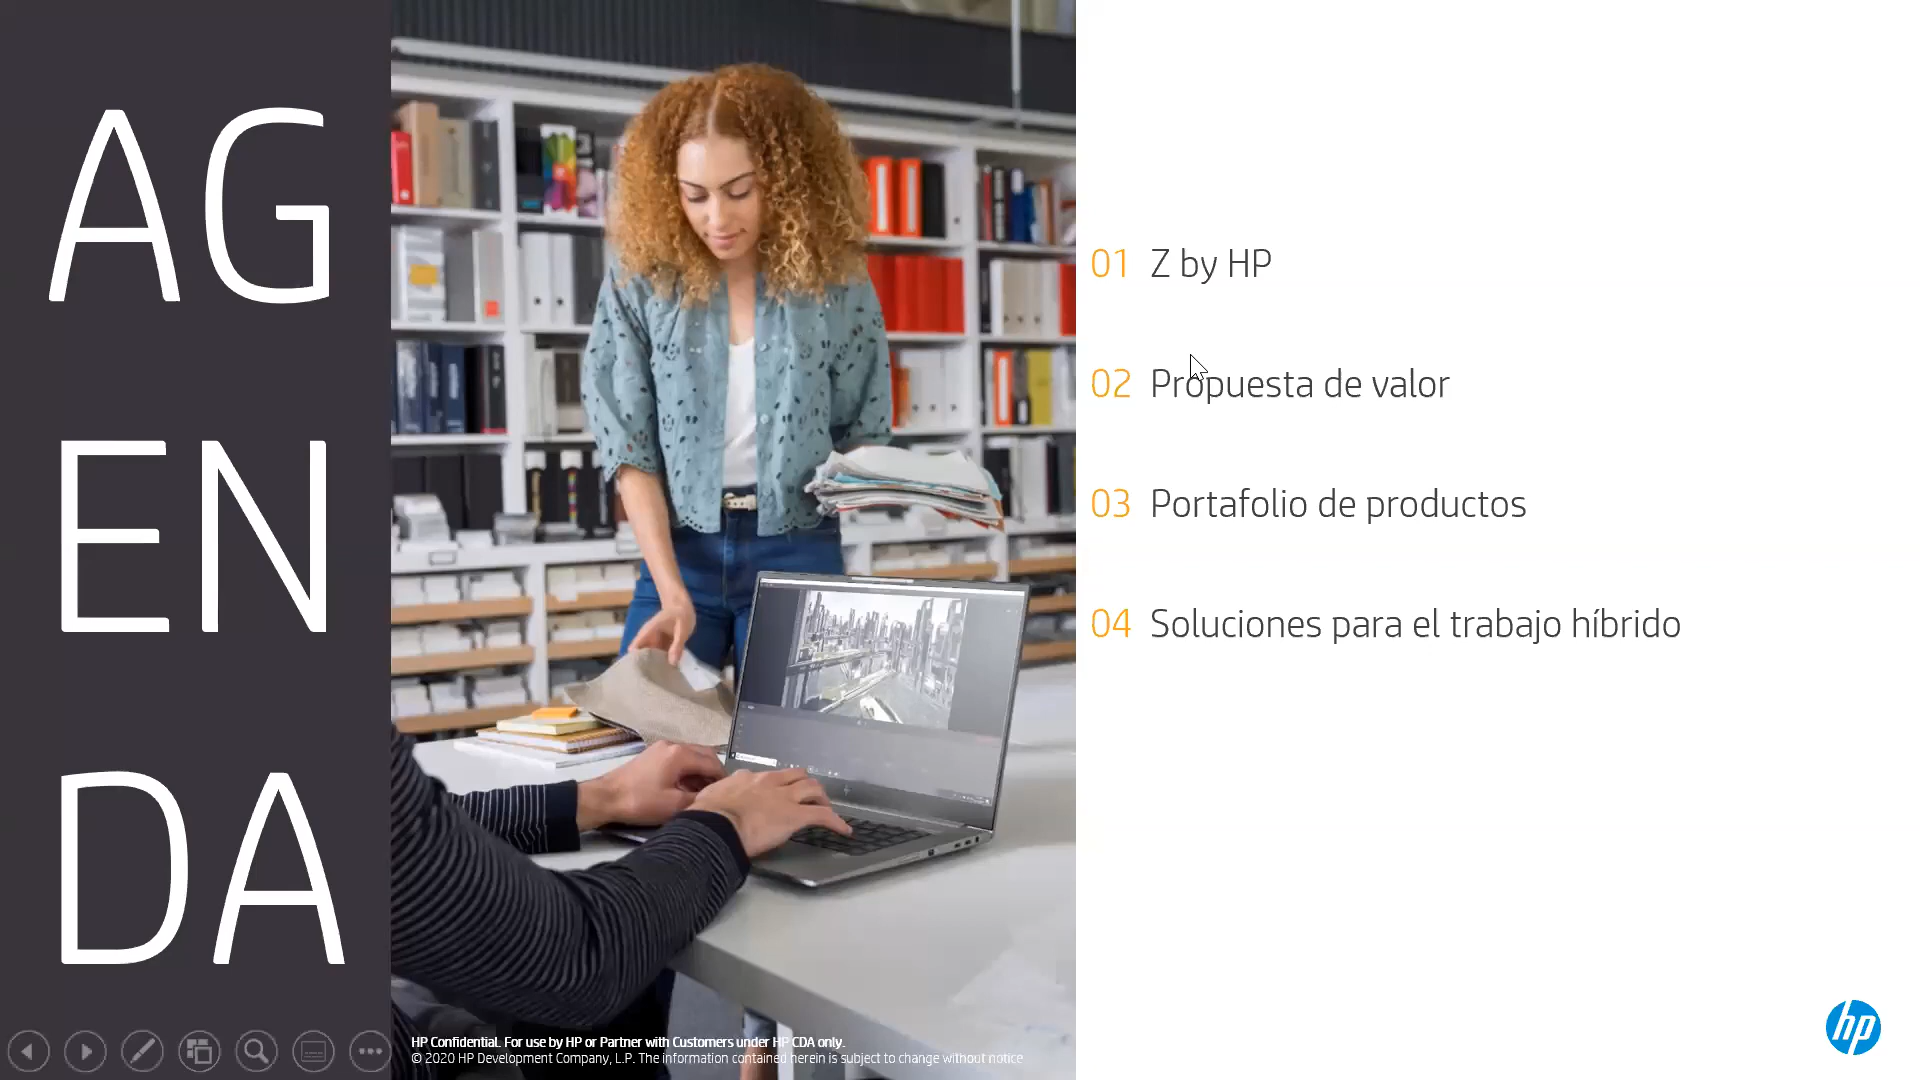 AG
EN
DA
01 Z by HP
02 Propuesta de valor
03 Portafolio de productos
04 Soluciones para el trabajo híbrido
HP Confidential. For use by HP or Partner with Customers under HP CDA only.
© 2020 HP Development Company, L.P. The information contained herein is subject to change without notice
hp